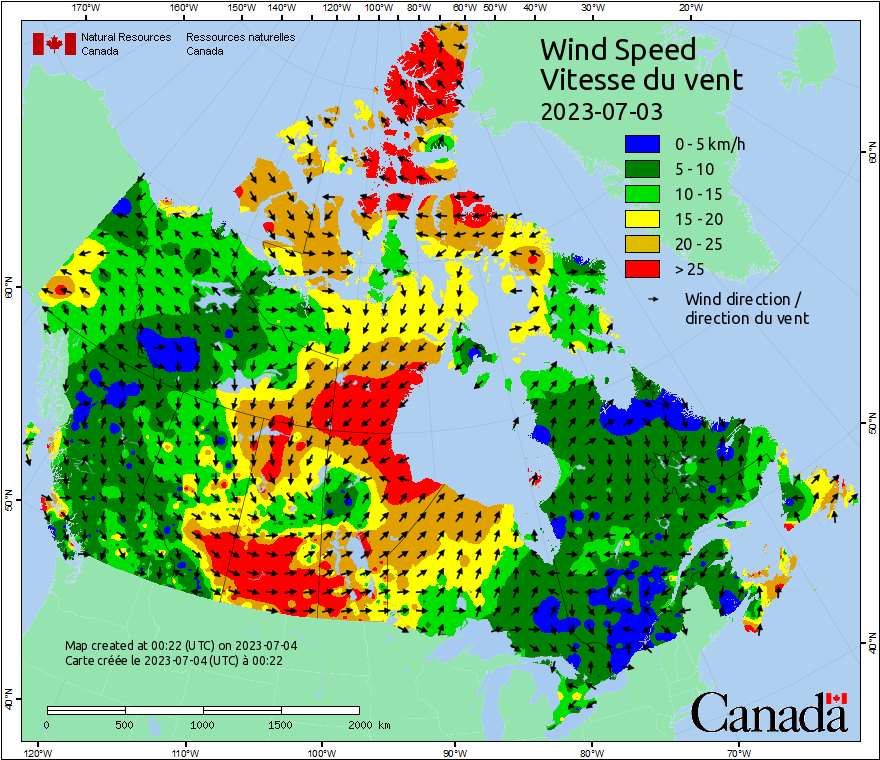 170°W 160°W 150°W 140°W 120°W 110°W 100°W 80°W 60°W 50°W 40°W 30°W 20°W
Natural Resources Canada
Ressources naturelles Canada
Wind Speed
Vitesse du vent
2023-07-03
0 - 5 km/h
5 - 10
10 - 15
15 - 20
20 - 25
> 25
Wind direction /
direction du vent
60°N
60°N
50°N
50°N
40°N
40°N
Map created at 00:22 (UTC) on 2023-07-04
Carte créée le 2023-07-04 (UTC) à 00:22
0 500 1000 1500 2000 km
Canada
120°W 110°W 100°W 90°W 80°W 70°W